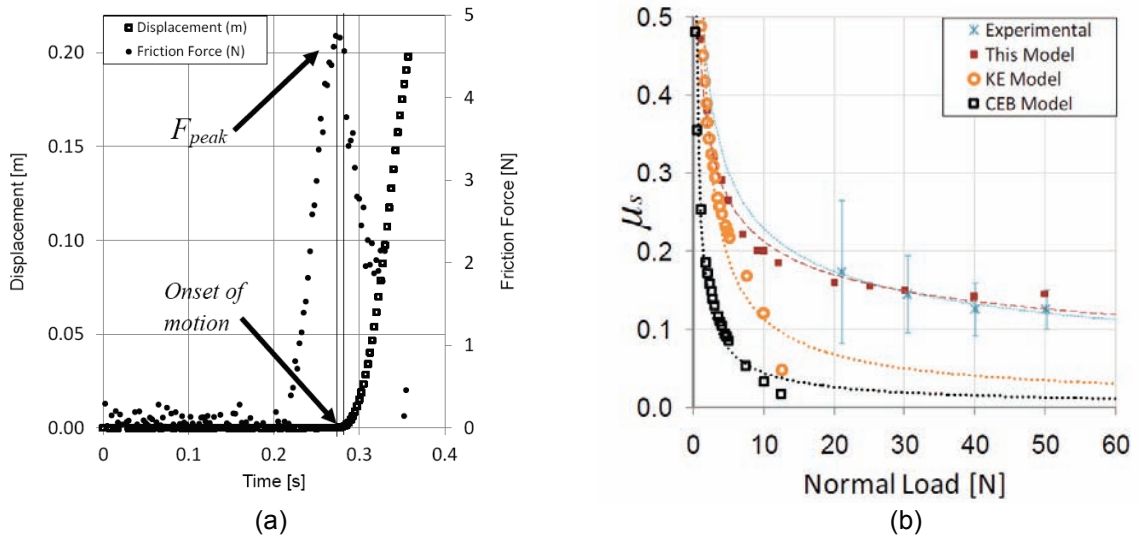 Displacement (m)
Friction Force (N)
0.20
0.15
0.10
0.05
0.00
Displacement [m]
5
4
3
2
1
0
Friction Force [N]
F_peak
Onset of
motion
0 0.1 0.2 0.3 0.4
Time [s]
(a)
0.5
0.4
0.3
0.2
0.1
0.0
μs
Experimental
This Model
KE Model
CEB Model
0 10 20 30 40 50 60
Normal Load [N]
(b)